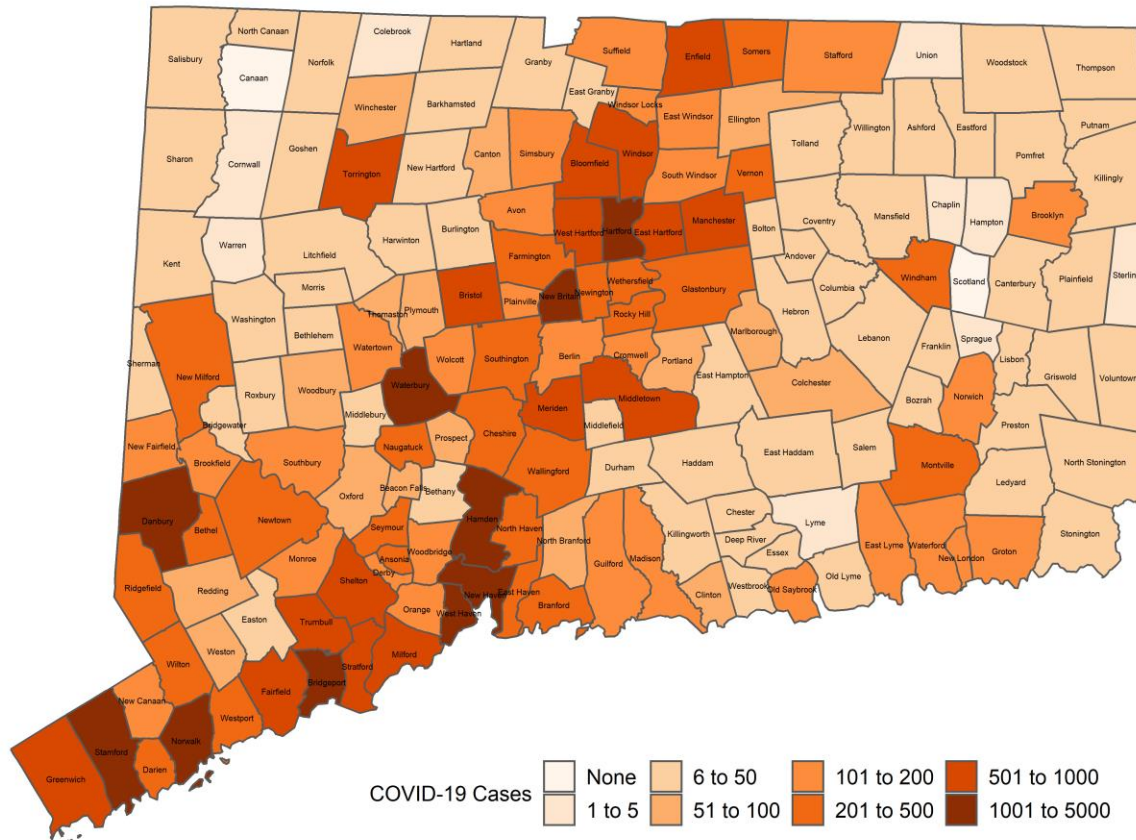 North Canaan
Colebrook
Hartland
Suffield
Enfield
Somers
Stafford
Union
Woodstock
Thompson
Salisbury
Canaan
Norfolk
Granby
East Granby
Windsor Locks
Winchester
Barkhamsted
East Windsor
Ellington
Putnam
Willington
Ashford
Eastford
Pomfret
Tolland
Sharon
Cornwall
Goshen
Torrington
New Hartford
Canton
Simsbury
Bloomfield
Windsor
South Windsor
Vernon
Killingly
Avon
West Hartford
Hartford
East Hartford
Manchester
Bolton
Coventry
Mansfield
Chaplin
Hampton
Brooklyn
Kent
Warren
Litchfield
Harwinton
Burlington
Farmington
Andover
Columbia
Windham
Scotland
Canterbury
Plainfield
Sterlin
Morris
Bristol
Plainville
New Britain
Newington
Wethersfield
Rocky Hill
Glastonbury
Hebron
Washington
Bethlehem
Thomaston
Plymouth
Watertown
Wolcott
Southington
Berlin
Cromwell
Portland
Marlborough
East Hampton
Lebanon
Franklin
Sprague
Lisbon
Griswold
Voluntown
Sherman
New Milford
Roxbury
Woodbury
Waterbury
Middlebury
Bridgewater
Meriden
Middletown
Middlefield
Colchester
Bozrah
Norwich
Preston
New Fairfield
Brookfield
Southbury
Naugatuck
Prospect
Cheshire
Wallingford
Durham
Haddam
East Haddam
Salem
Montville
Ledyard
North Stonington
Danbury
Bethel
Newtown
Oxford
Beacon Falls
Bethany
Hamden
North Haven
Seymour
Woodbridge
Ansonia
Derby
Monroe
North Branford
Guilford
Madison
Killingworth
Chester
Deep River
Essex
Lyme
East Lyme
Waterford
New London
Groton
Stonington
Ridgefield
Redding
Easton
Shelton
Orange
West Haven
New Haven
East Haven
Branford
Clinton
Westbrook
Old Saybrook
Old Lyme
Wilton
Weston
Trumbull
Stratford
Milford
Bridgeport
Fairfield
New Canaan
Westport
Norwalk
Stamford
Darien
Greenwich
COVID-19 Cases
None
6 to 50
101 to 200
501 to 1000
1 to 5
51 to 100
201 to 500
1001 to 5000